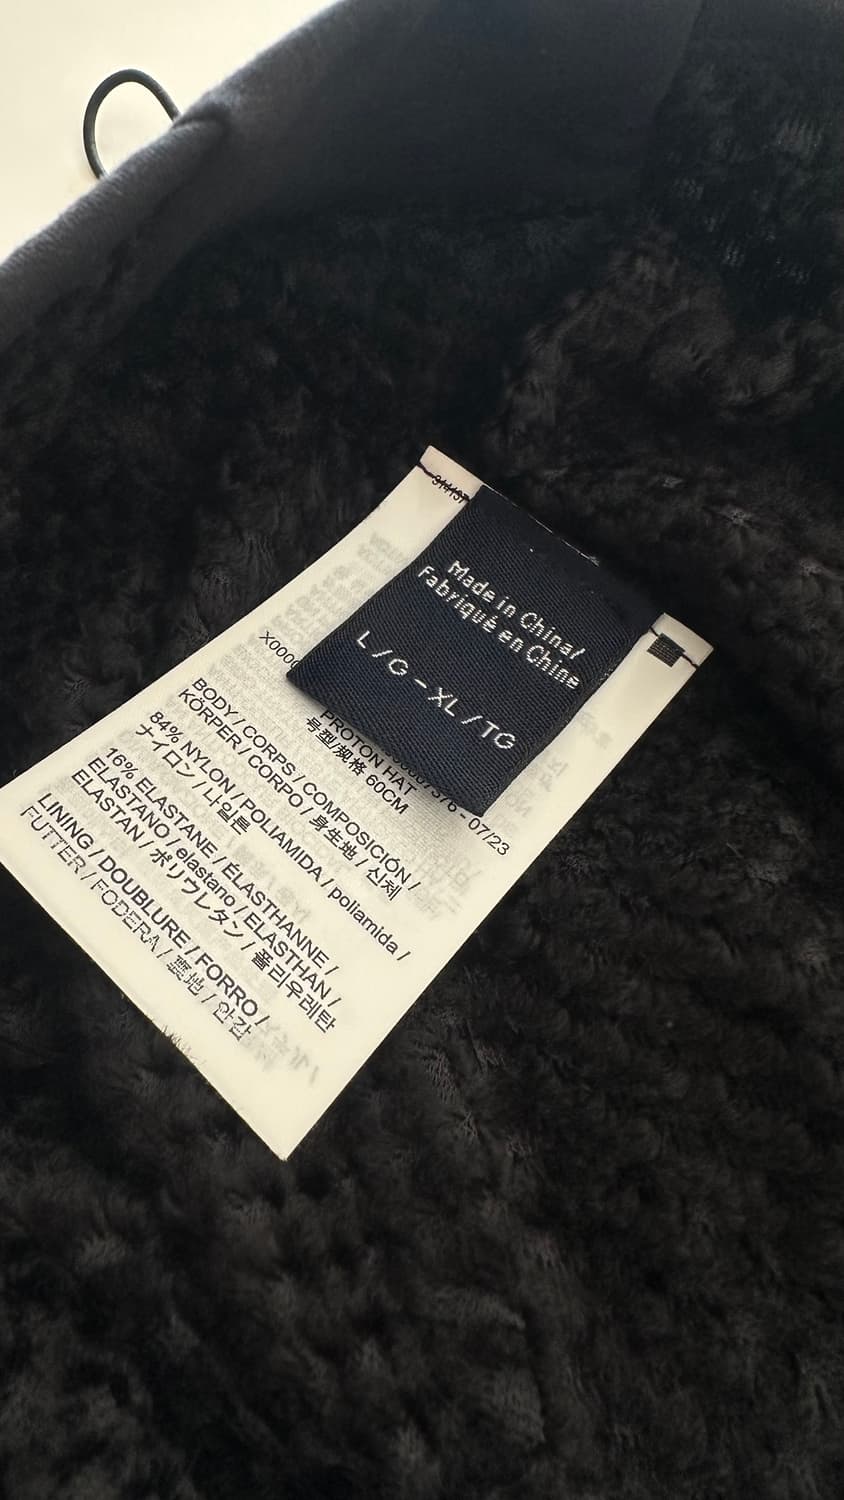 Made in China/
Fabriqué en Chine
L/G - XL/TG
PROTON HAT
号型/规格 60CM
BODY / CORPS / COMPOSICIÓN /
KÖRPER / CORPO / 身生地 / 신체
84% NYLON / POLIAMIDA / poliamida /
ナイロン / 나일론
16% ELASTANE / ÉLASTHANNE /
ELASTANO / elastano / ELASTHAN /
ELASTAN / ポリウレタン / 폴리우레탄
LINING / DOUBLURE / FORRO /
FUTTER / FODERA / 裏地 / 안감